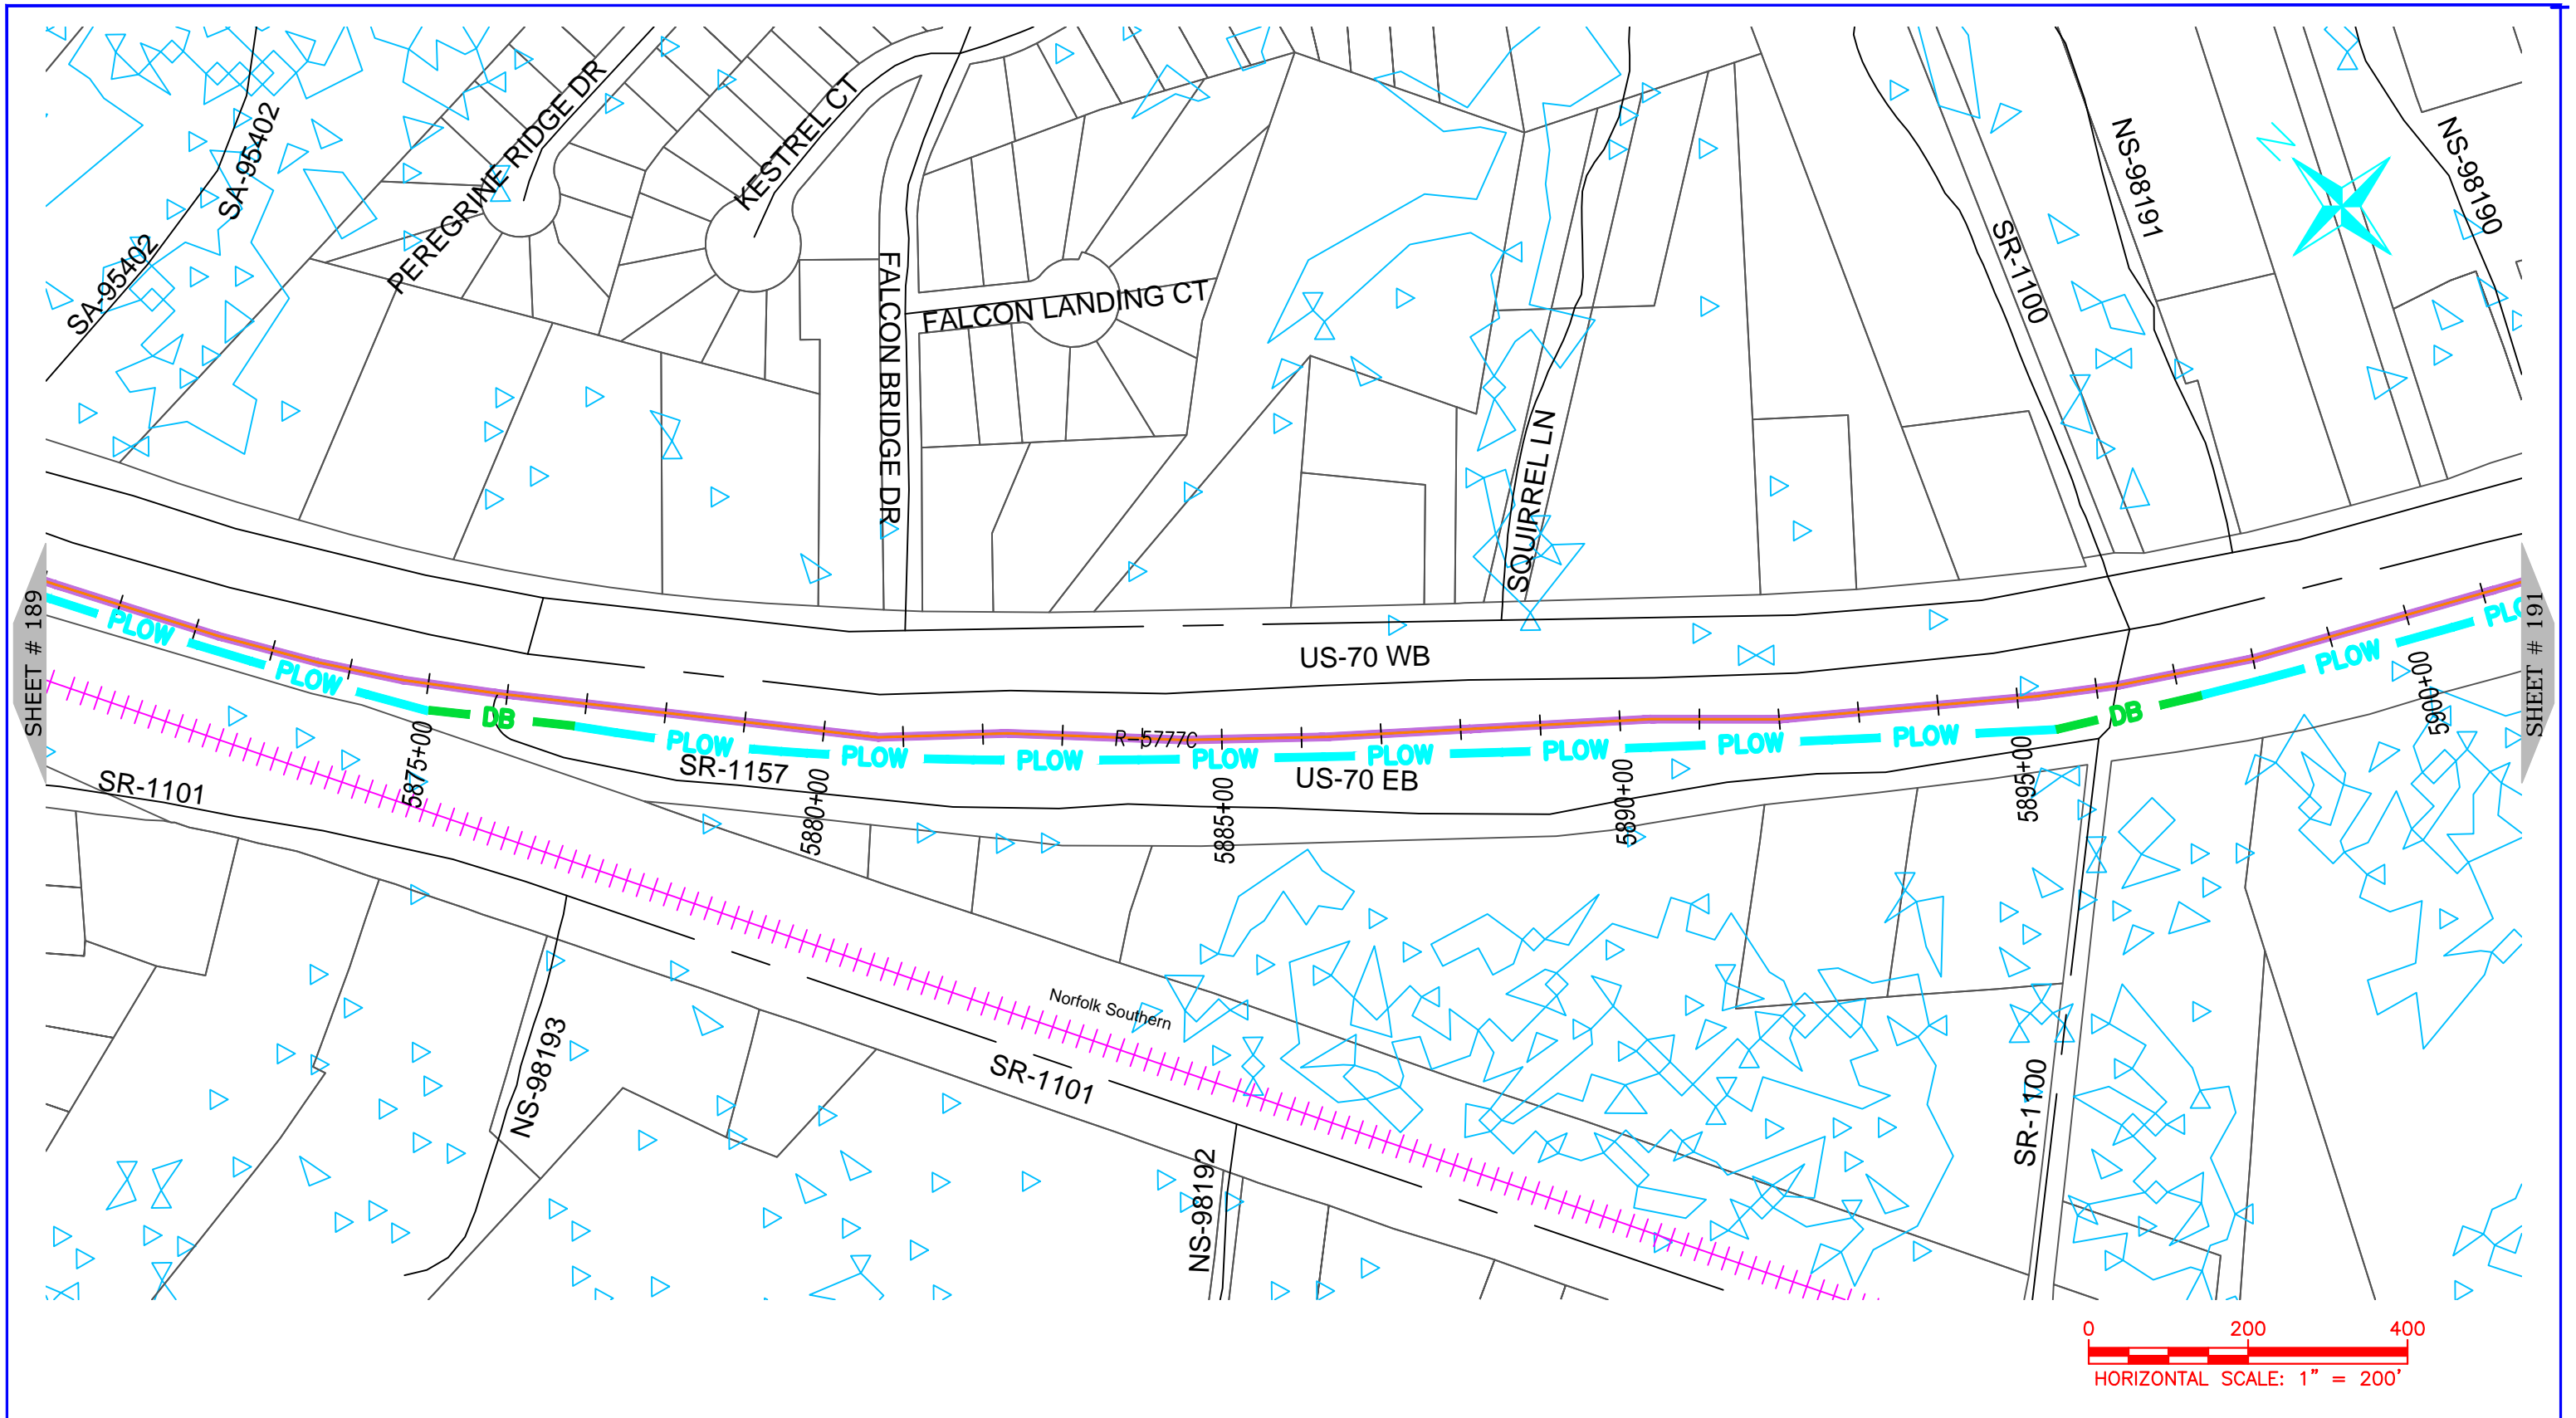 SA-95402
SA-95402
PEREGRINE RIDGE DR
KESTREL CT
FALCON BRIDGE DR
FALCON LANDING CT
SQUIRREL LN
SR-1100
NS-98191
NS-98190
N
SHEET # 189
SHEET # 191
PLOW
PLOW
DB
PLOW
PLOW
PLOW
PLOW
PLOW
PLOW
PLOW
PLOW
DB
PLOW
PLO
US-70 WB
R-5777C
US-70 EB
SR-1157
SR-1101
5875+00
5880+00
5885+00
5890+00
5895+00
5900+00
Norfolk Southern
SR-1101
NS-98193
NS-98192
SR-1100
0 200 400
HORIZONTAL SCALE: 1" = 200'